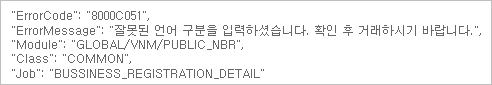 "ErrorCode": "8000C051",
"ErrorMessage": "잘못된 언어 구분을 입력하셨습니다. 확인 후 거래하시기 바랍니다.",
"Module": "GLOBAL/VNM/PUBLIC_NBR",
"Class": "COMMON",
"Job": "BUSSINESS_REGISTRATION_DETAIL"